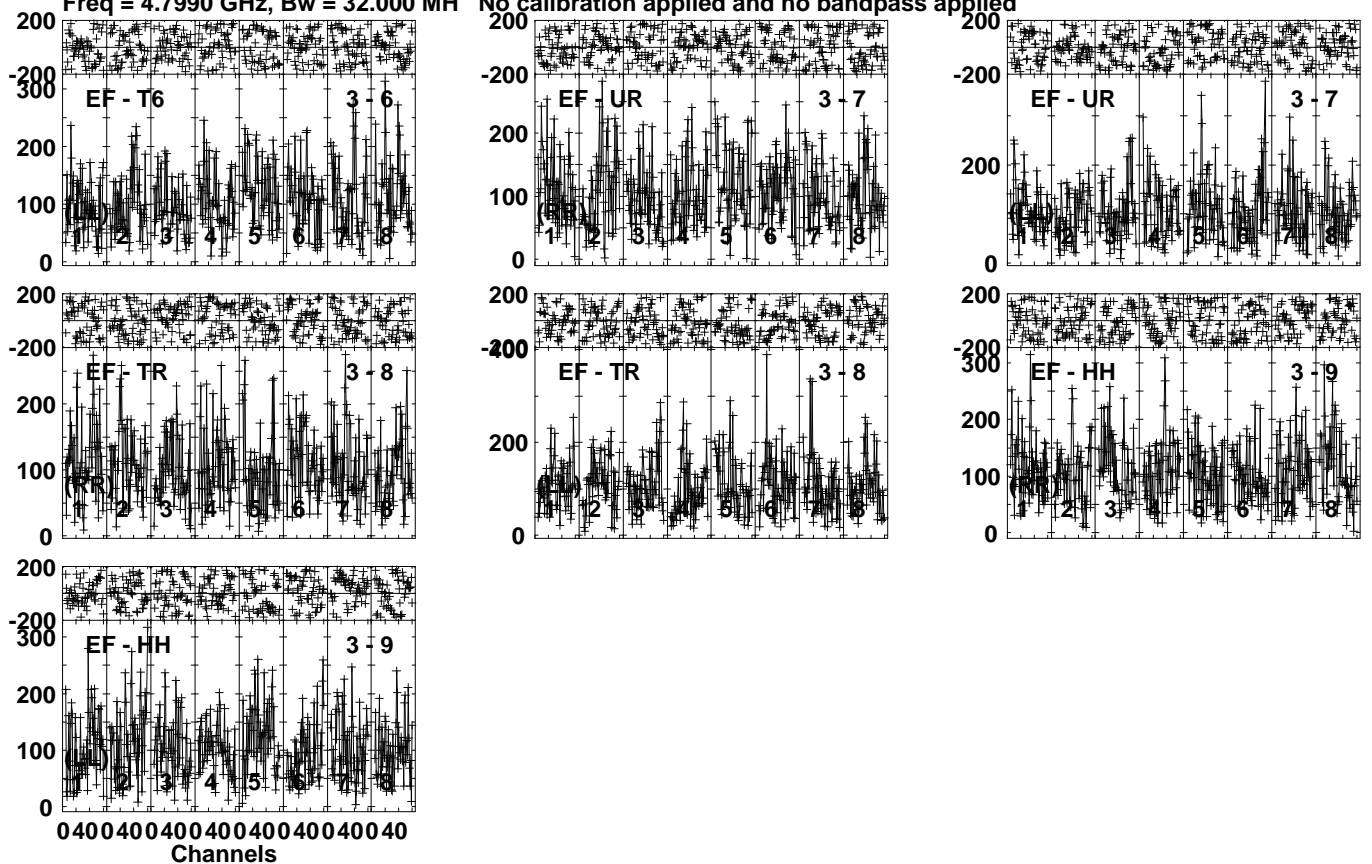 Freq = 4.7990 GHz, Bw = 32.000 MH No calibration applied and no bandpass applied
200
-200
300
200
100
0
EF - T6 3 - 6
(LL)
1 2 3 4 5 6 7 8
200
-200
200
100
0
EF - UR 3 - 7
(RR)
1 2 3 4 5 6 7 8
200
-200
200
0
EF - UR 3 - 7
(LL)
1 2 3 4 5 6 7 8
200
-200
200
100
0
EF - TR 3 - 8
(RR)
1 2 3 4 5 6 7 8
200
-200
400
200
0
EF - TR 3 - 8
(LL)
1 2 3 4 5 6 7 8
200
-200
300
200
100
0
EF - HH 3 - 9
(RR)
1 2 3 4 5 6 7 8
200
-200
300
200
100
0
EF - HH 3 - 9
(LL)
1 2 3 4 5 6 7 8
0 40 0 40 0 40 0 40 0 40 0 40 0 40 0 40
Channels